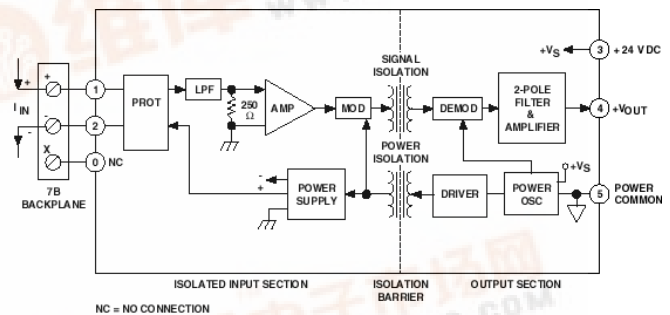 +VS
3
+ 24 V DC
SIGNAL
ISOLATION
+
+
1
PROT
LPF
250
Ω
AMP
MOD
DEMOD
2-POLE
FILTER
&
AMPLIFIER
4
+VOUT
I IN
-
-
2
X
0
NC
7B
BACKPLANE
POWER
ISOLATION
-
+
POWER
SUPPLY
DRIVER
POWER
OSC
+VS
5
POWER
COMMON
ISOLATED INPUT SECTION
ISOLATION
BARRIER
OUTPUT SECTION
NC = NO CONNECTION